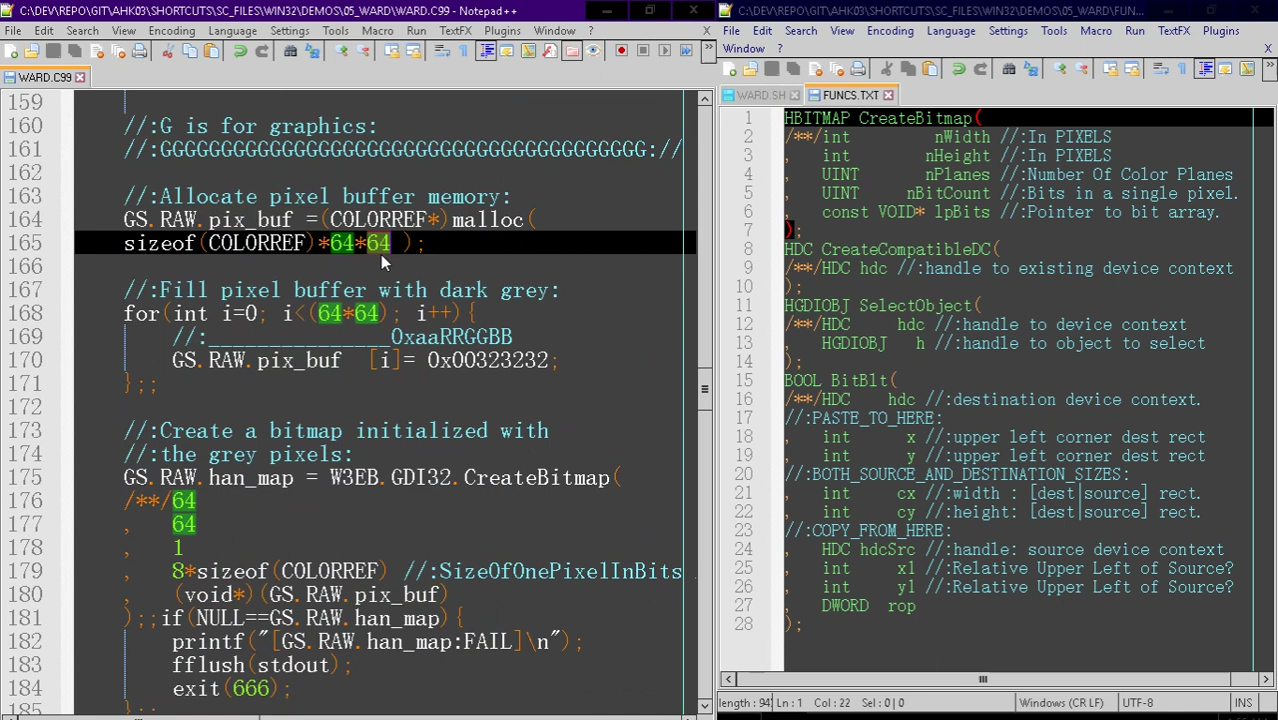 C:\DEV\REPO\GIT\AHK03\SHORTCUTS\SC_FILES\WIN32\DEMOS\05_WARD\WARD.C99 - Notepad++
File Edit Search View Encoding Language Settings Tools Macro Run TextFX Plugins Window ?
WARD.C99
159
160 //:G is for graphics:
161 //:GGGGGGGGGGGGGGGGGGGGGGGGGGGGGGGGGGGGGGGG://
162
163 //:Allocate pixel buffer memory:
164 GS.RAW.pix_buf =(COLORREF*)malloc(
165 sizeof(COLORREF)*64*64 );
166
167 //:Fill pixel buffer with dark grey:
168 for(int i=0; i<(64*64); i++){
169 //:_______________0xaaRRGGBB
170 GS.RAW.pix_buf [i]= 0x00323232;
171 };;
172
173 //:Create a bitmap initialized with
174 //:the grey pixels:
175 GS.RAW.han_map = W3EB.GDI32.CreateBitmap(
176 /**/64
177 , 64
178 , 1
179 , 8*sizeof(COLORREF) //:SizeOfOnePixelInBits
180 , (void*)(GS.RAW.pix_buf)
181 );;if(NULL==GS.RAW.han_map){
182 printf("[GS.RAW.han_map:FAIL]\n");
183 fflush(stdout);
184 exit(666);
C:\DEV\REPO\GIT\AHK03\SHORTCUTS\SC_FILES\WIN32\DEMOS\05_WARD\FUN...
File Edit Search View Encoding Language Settings Tools Macro Run TextFX Plugins
Window ? X
WARD.SH FUNCS.TXT
1 HBITMAP CreateBitmap(
2 /**/int nWidth //:In PIXELS
3 , int nHeight //:In PIXELS
4 , UINT nPlanes //:Number Of Color Planes
5 , UINT nBitCount //:Bits in a single pixel.
6 , const VOID* lpBits //:Pointer to bit array.
7 );
8 HDC CreateCompatibleDC(
9 /**/HDC hdc //:handle to existing device context
10 );
11 HGDIOBJ SelectObject(
12 /**/HDC hdc //:handle to device context
13 , HGDIOBJ h //:handle to object to select
14 );
15 BOOL BitBlt(
16 /**/HDC hdc //:destination device context.
17 //:PASTE_TO_HERE:
18 , int x //:upper left corner dest rect
19 , int y //:upper left corner dest rect
20 //:BOTH_SOURCE_AND_DESTINATION_SIZES:
21 , int cx //:width : [dest|source] rect.
22 , int cy //:height: [dest|source] rect.
23 //:COPY_FROM_HERE:
24 , HDC hdcSrc //:handle: source device context
25 , int x1 //:Relative Upper Left of Source?
26 , int y1 //:Relative Upper Left of Source?
27 , DWORD rop
28 );
length : 94 Ln : 1 Col : 22 Sel : 0 | 0 Windows (CR LF) UTF-8 INS